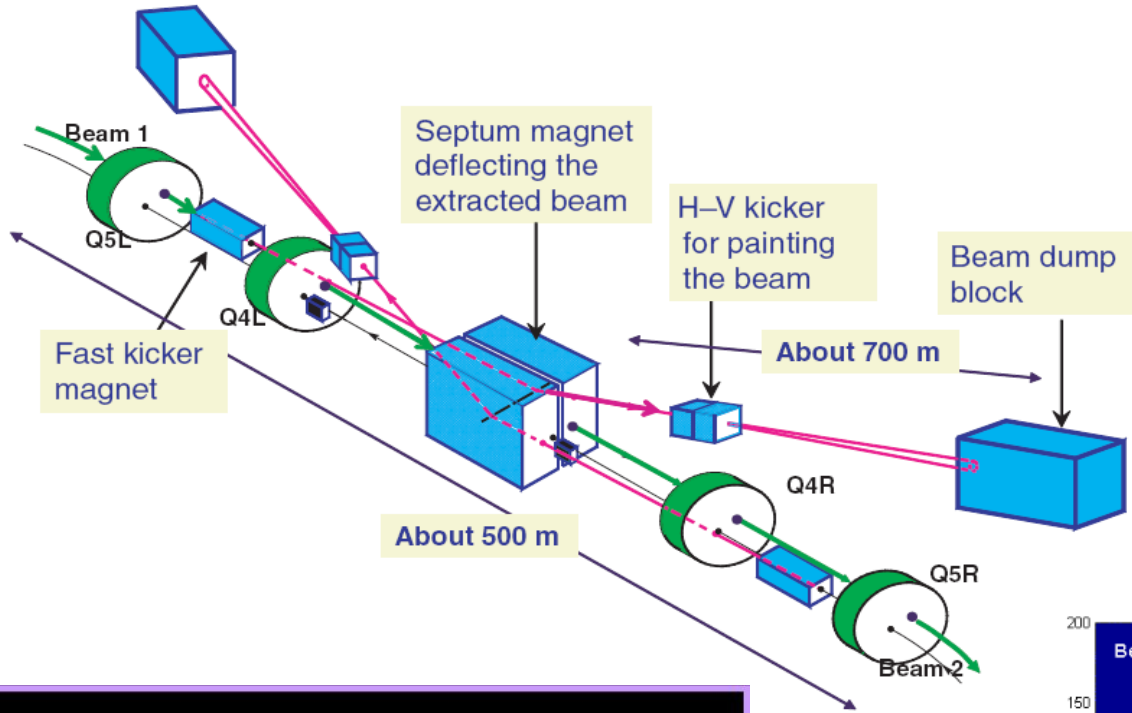 Beam 1
Septum magnet
deflecting the
extracted beam
H–V kicker
for painting
the beam
Beam dump
block
Q5L
Q4L
Fast kicker
magnet
About 700 m
About 500 m
Q4R
Q5R
Beam 2
200
150